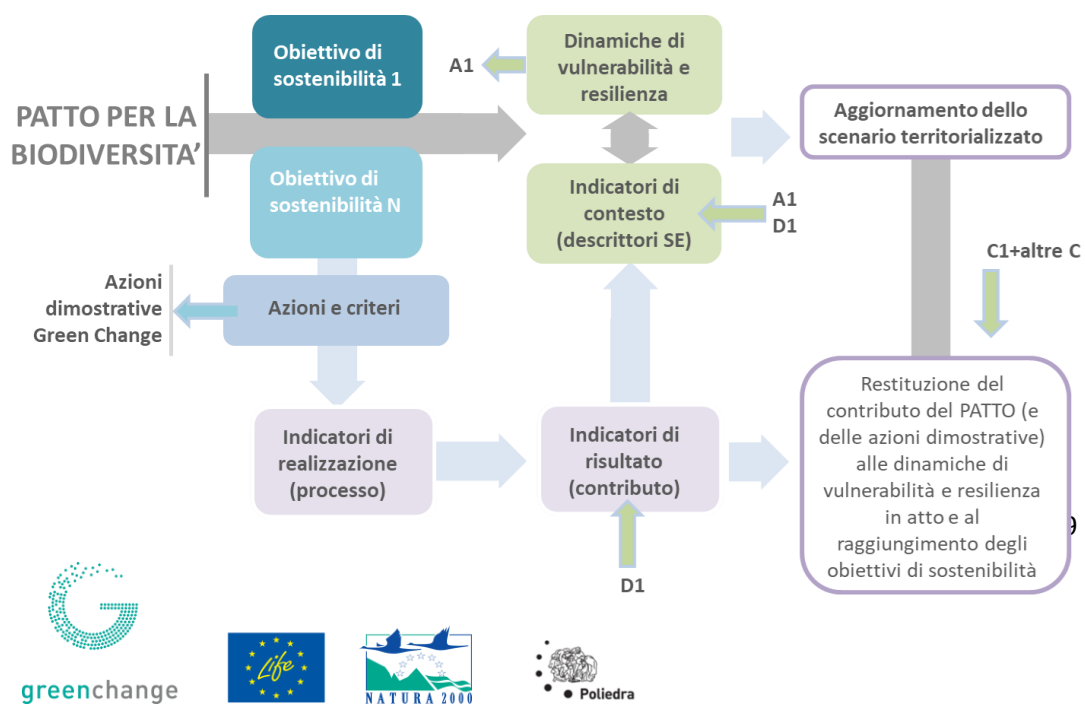 PATTO PER LA
BIODIVERSITA’
Obiettivo di
sostenibilità 1
Obiettivo di
sostenibilità N
A1
Dinamiche di
vulnerabilità e
resilienza
Aggiornamento dello
scenario territorializzato
Indicatori di
contesto
(descrittori SE)
A1
D1
C1+altre C
Azioni
dimostrative
Green Change
Azioni e criteri
Indicatori di
realizzazione
(processo)
Indicatori di
risultato
(contributo)
D1
Restituzione del
contributo del PATTO (e
delle azioni dimostrative)
alle dinamiche di
vulnerabilità e resilienza
in atto e al
raggiungimento degli
obiettivi di sostenibilità
greenchange
Life
NATURA 2000
Poliedra